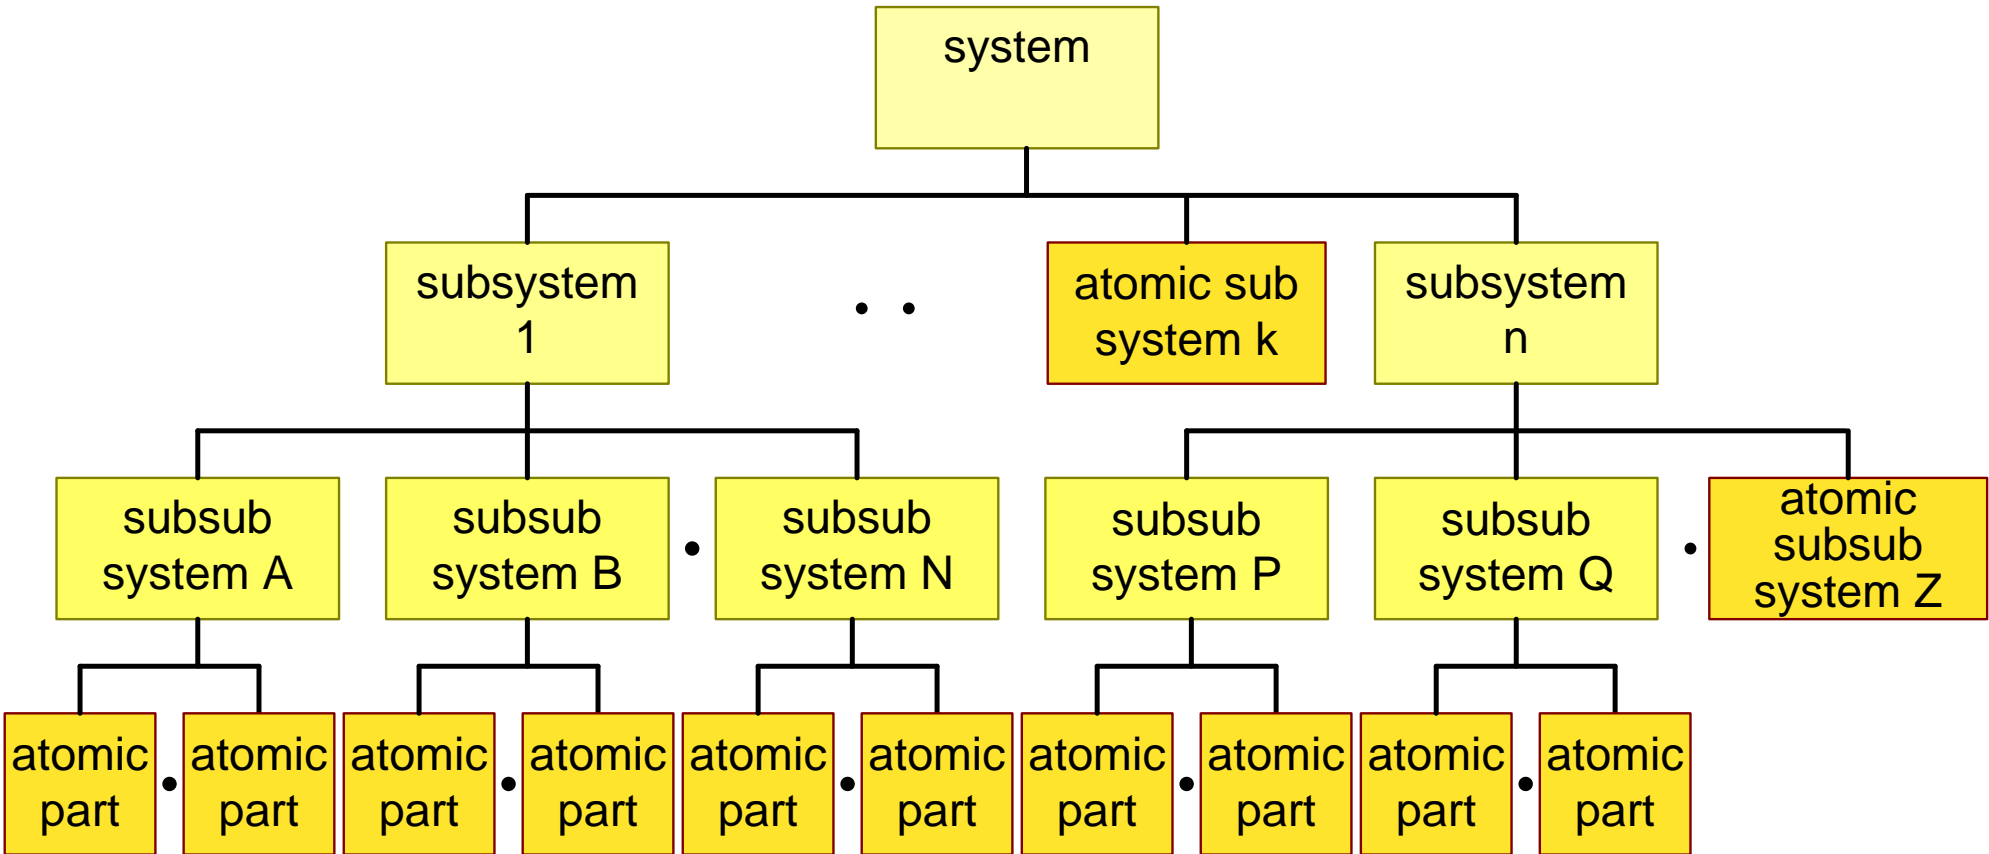 system
subsystem
1
atomic sub
system k
subsystem
n
subsub
system A
subsub
system B
subsub
system N
subsub
system P
subsub
system Q
atomic
subsub
system Z
atomic
part
atomic
part
atomic
part
atomic
part
atomic
part
atomic
part
atomic
part
atomic
part
atomic
part
atomic
part